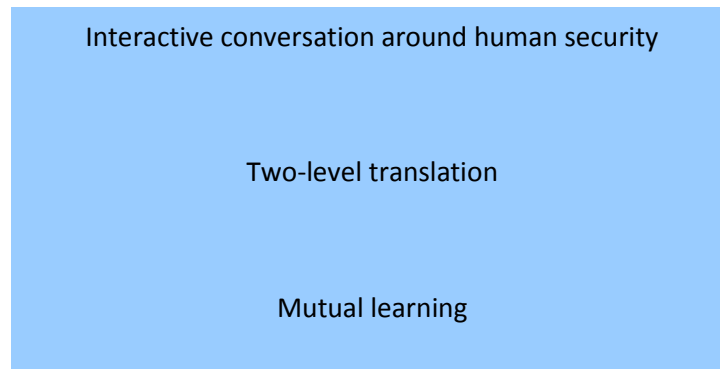 Interactive conversation around human security
Two-level translation
Mutual learning